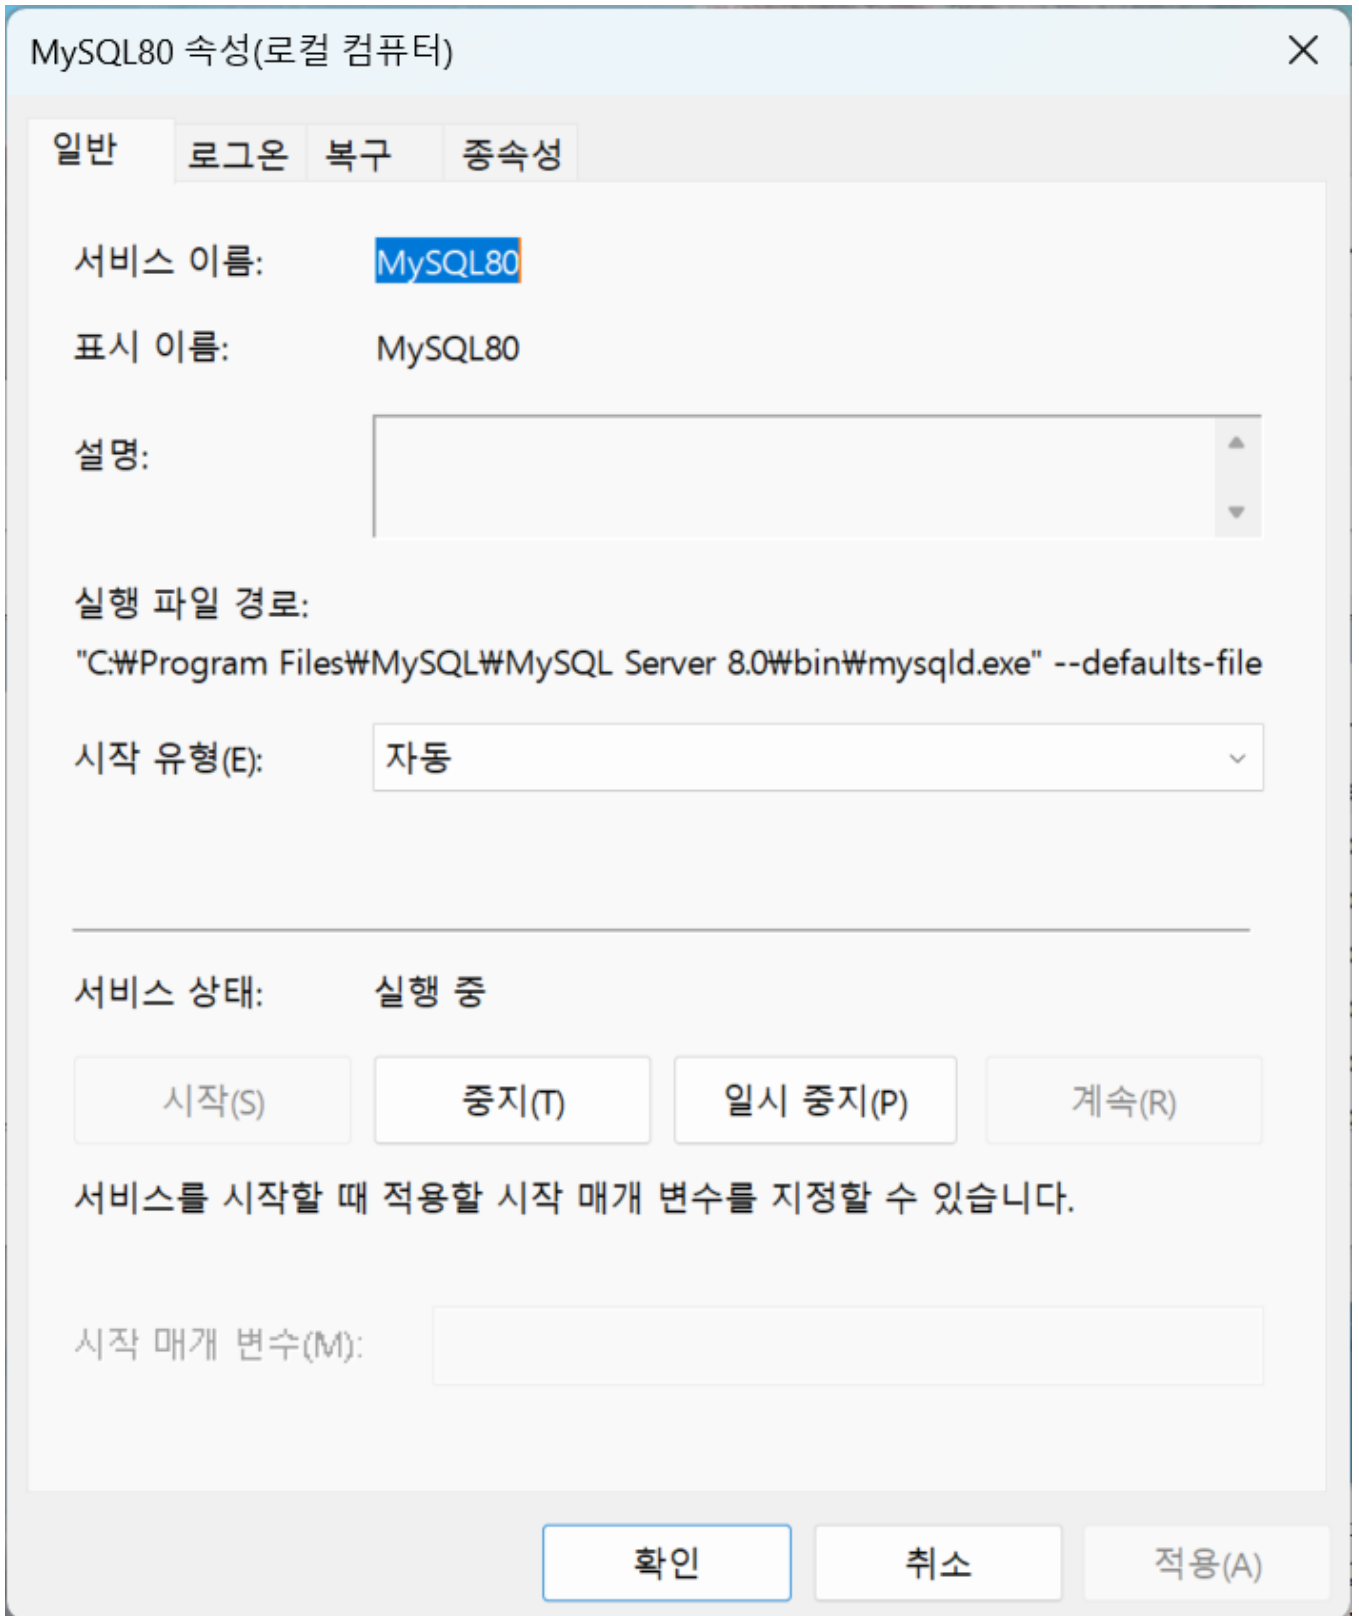 MySQL80 속성(로컬 컴퓨터)
일반 로그온 복구 종속성
서비스 이름: MySQL80
표시 이름: MySQL80
설명:
실행 파일 경로:
"C:₩Program Files₩MySQL₩MySQL Server 8.0₩bin₩mysqld.exe" --defaults-file
시작 유형(E): 자동
서비스 상태: 실행 중
시작(S) 중지(T) 일시 중지(P) 계속(R)
서비스를 시작할 때 적용할 시작 매개 변수를 지정할 수 있습니다.
시작 매개 변수(M):
확인 취소 적용(A)